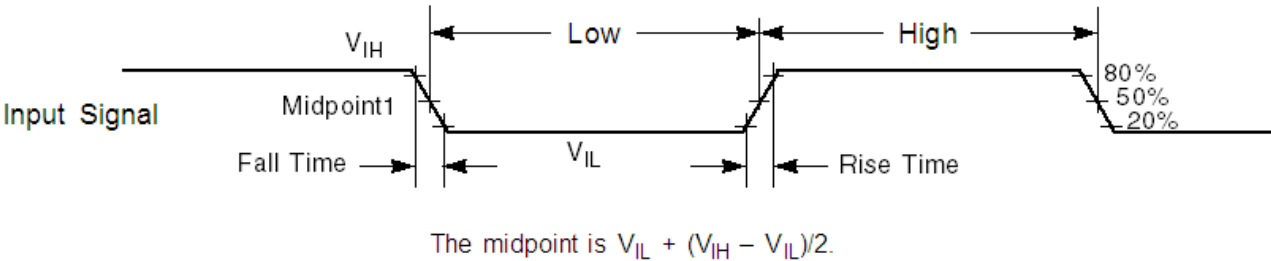 Low
High
VIH
80%
Midpoint1
50%
Input Signal
20%
VIL
Fall Time
Rise Time
The midpoint is VIL + (VIH – VIL)/2.